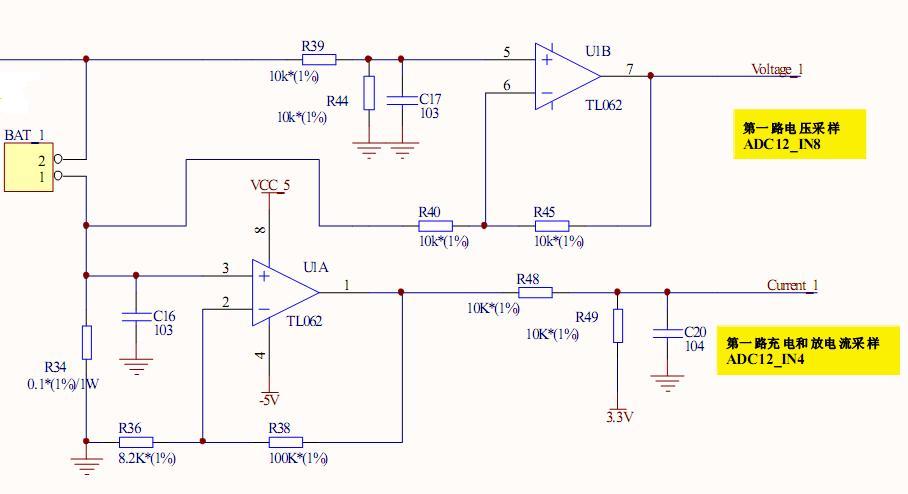 R39
10k*(1%)
R44
10k*(1%)
C17
103
5
6
U1B
7
TL062
Voltage_1
第一路电压采样
ADC12_IN8
BAT_1
2
1
VCC_5
8
R40
10k*(1%)
R45
10k*(1%)
U1A
3
2
1
TL062
4
-5V
C16
103
R34
0.1*(1%)/1W
R36
8.2K*(1%)
R38
100K*(1%)
R48
10K*(1%)
R49
10K*(1%)
3.3V
C20
104
Current_1
第一路充电和放电流采样
ADC12_IN4